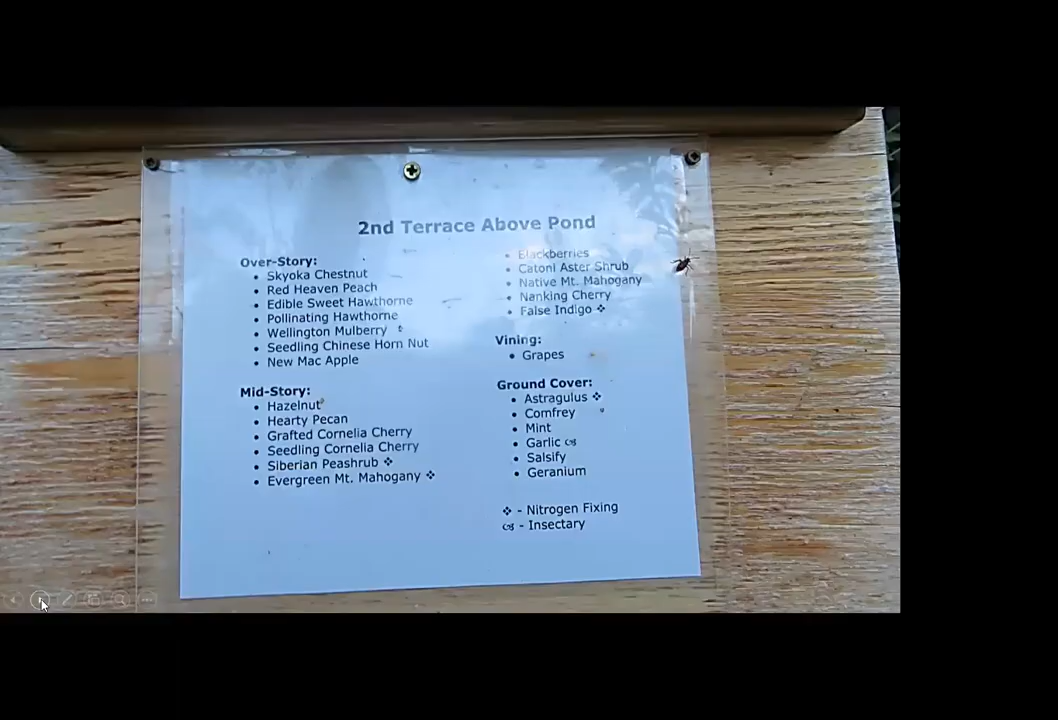 2nd Terrace Above Pond
Over-Story:
• Skyoka Chestnut
• Red Heaven Peach
• Edible Sweet Hawthorne
• Pollinating Hawthorne
• Wellington Mulberry
• Seedling Chinese Horn Nut
• New Mac Apple
Mid-Story:
• Hazelnut
• Hearty Pecan
• Grafted Cornelia Cherry
• Seedling Cornelia Cherry
• Siberian Peashrub ❖
• Evergreen Mt. Mahogany ❖
• Blackberries
• Catoni Aster Shrub
• Native Mt. Mahogany
• Nanking Cherry
• False Indigo ❖
Vining:
• Grapes
Ground Cover:
• Astragulus ❖
• Comfrey
• Mint
• Garlic ଓ
• Salsify
• Geranium
❖ - Nitrogen Fixing
ଓ - Insectary